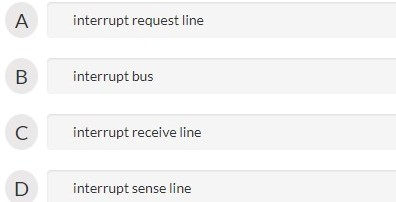 A interrupt request line
B interrupt bus
C interrupt receive line
D interrupt sense line